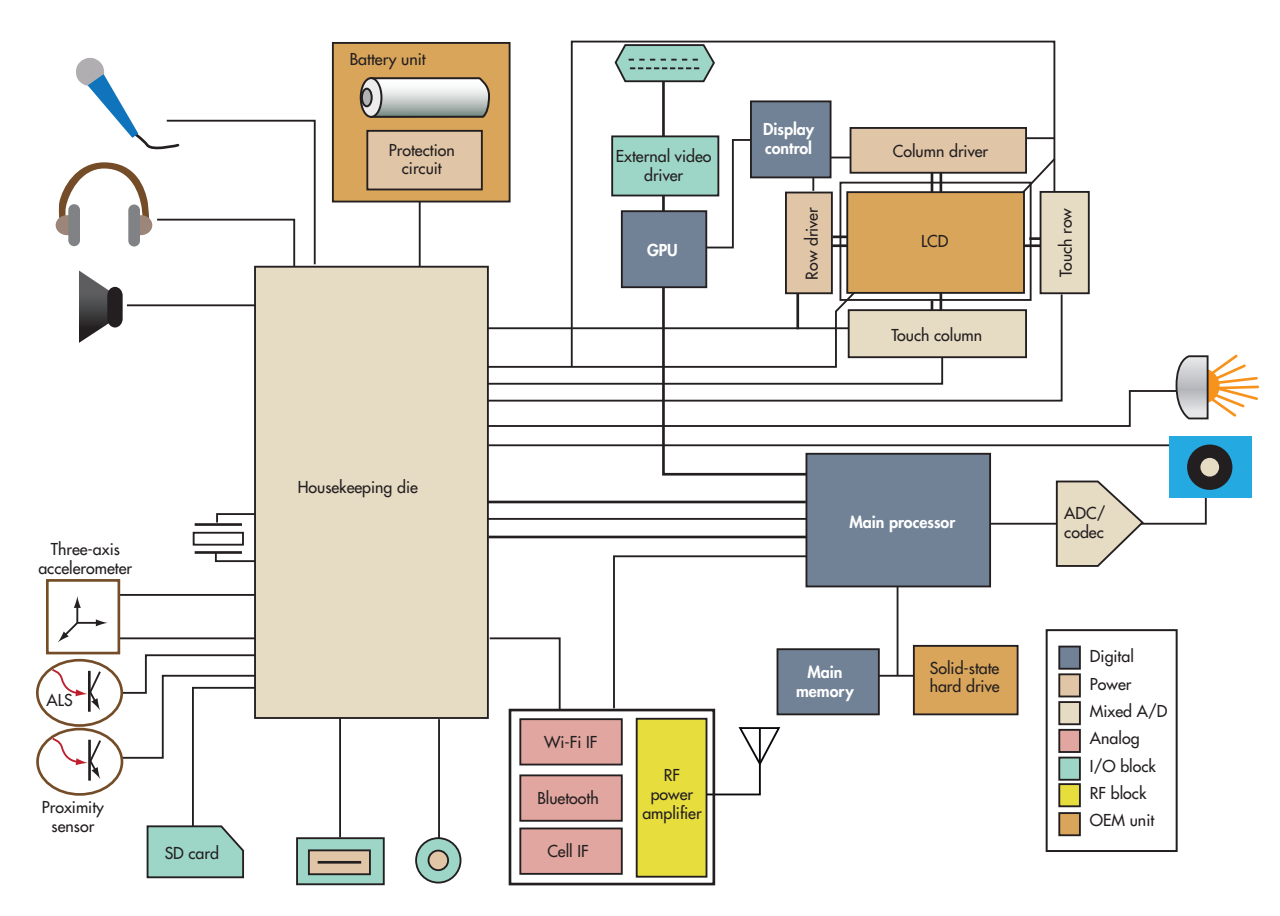 Battery unit
Protection
circuit
External video
driver
GPU
Display
control
Column driver
Row driver
LCD
Touch row
Touch column
Housekeeping die
Main processor
ADC/
codec
Three-axis
accelerometer
ALS
Proximity
sensor
SD card
Wi-Fi IF
Bluetooth
Cell IF
RF
power
amplifier
Main
memory
Solid-state
hard drive
Digital
Power
Mixed A/D
Analog
I/O block
RF block
OEM unit